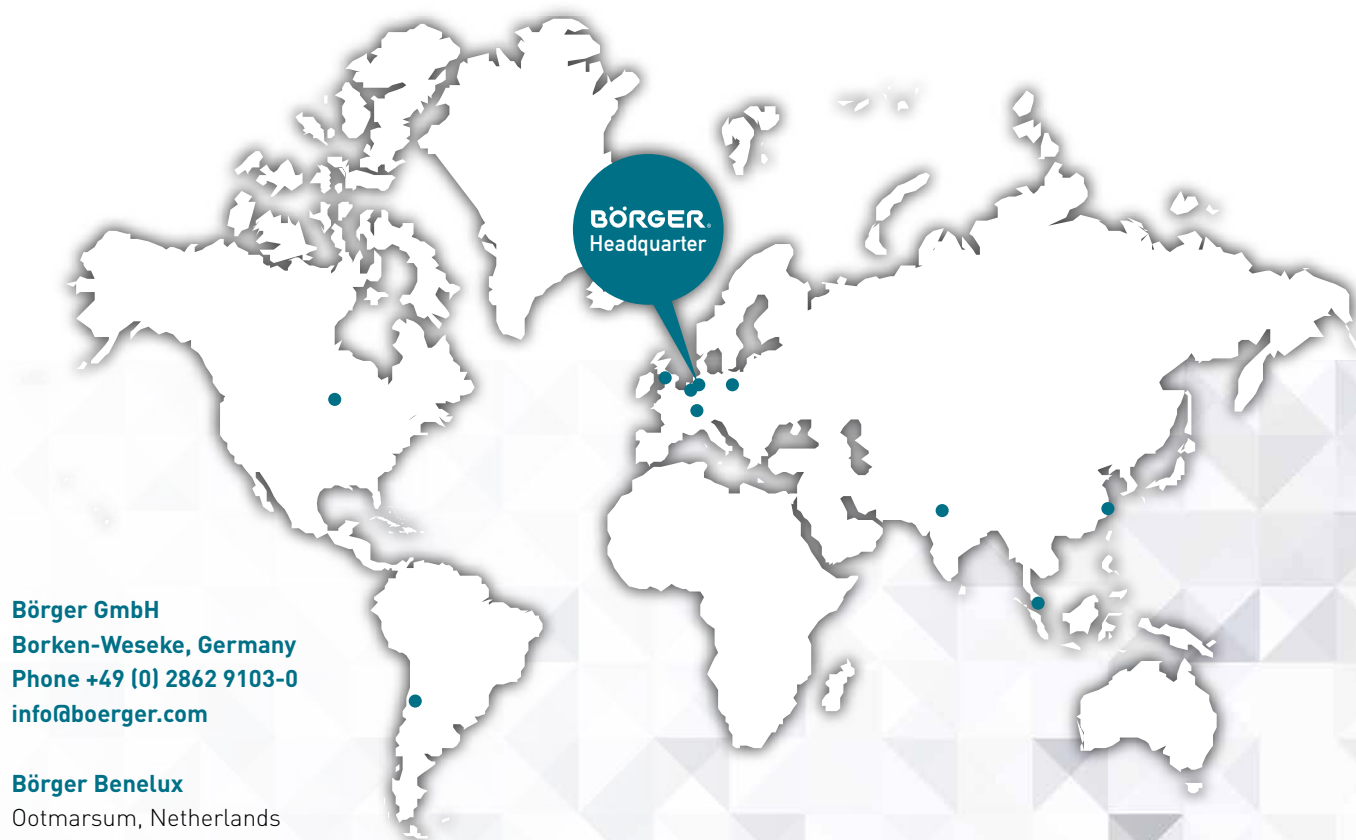 BÖRGER®
Headquarter
Börger GmbH
Borken-Weseke, Germany
Phone +49 (0) 2862 9103-0
info@boerger.com
Börger Benelux
Ootmarsum, Netherlands